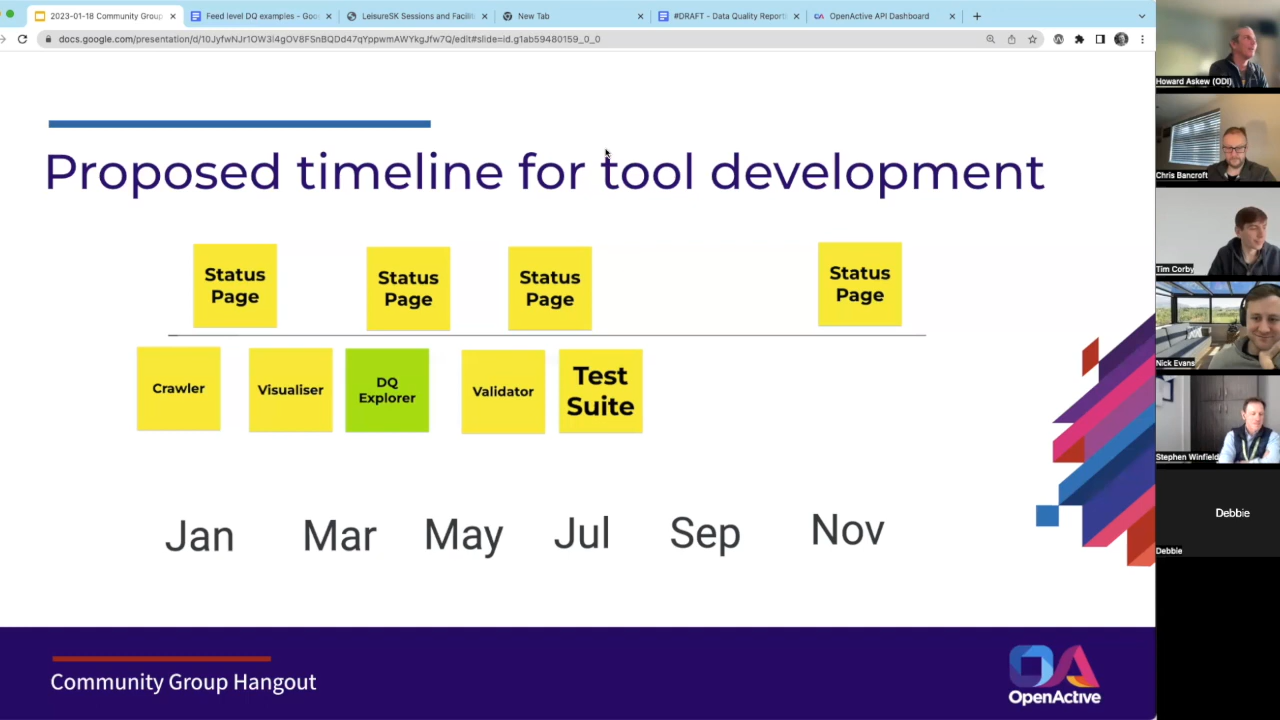 2023-01-18 Community Group
Feed level DQ examples - Goo
LeisureSK Sessions and Facili
New Tab
#DRAFT - Data Quality Report
OpenActive API Dashboard
docs.google.com/presentation/d/10JyfwNJr1OW3l4gOV8FSnBQDd47qYppwmAWYkgJfw7Q/edit#slide=id.g1ab59480159_0_0
Proposed timeline for tool development
Status
Page
Status
Page
Status
Page
Status
Page
Crawler
Visualiser
DQ
Explorer
Validator
Test
Suite
Jan
Mar
May
Jul
Sep
Nov
Community Group Hangout
OpenActive
Howard Askew (ODI)
Chris Bancroft
Tim Corby
Nick Evans
Stephen Winfield
Debbie
Debbie